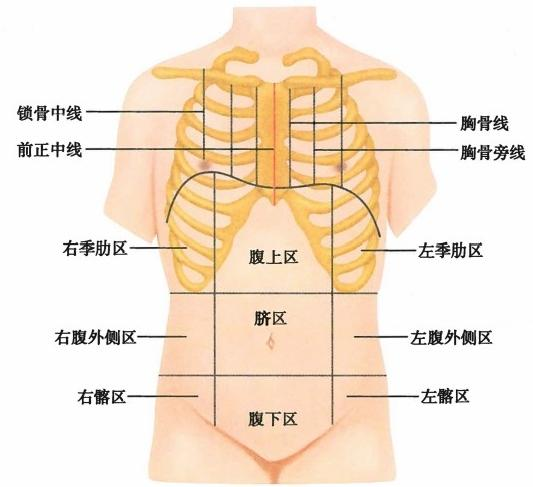 锁骨中线
胸骨线
前正中线
胸骨旁线
右季肋区
腹上区
左季肋区
脐区
右腹外侧区
左腹外侧区
右髂区
左髂区
腹下区